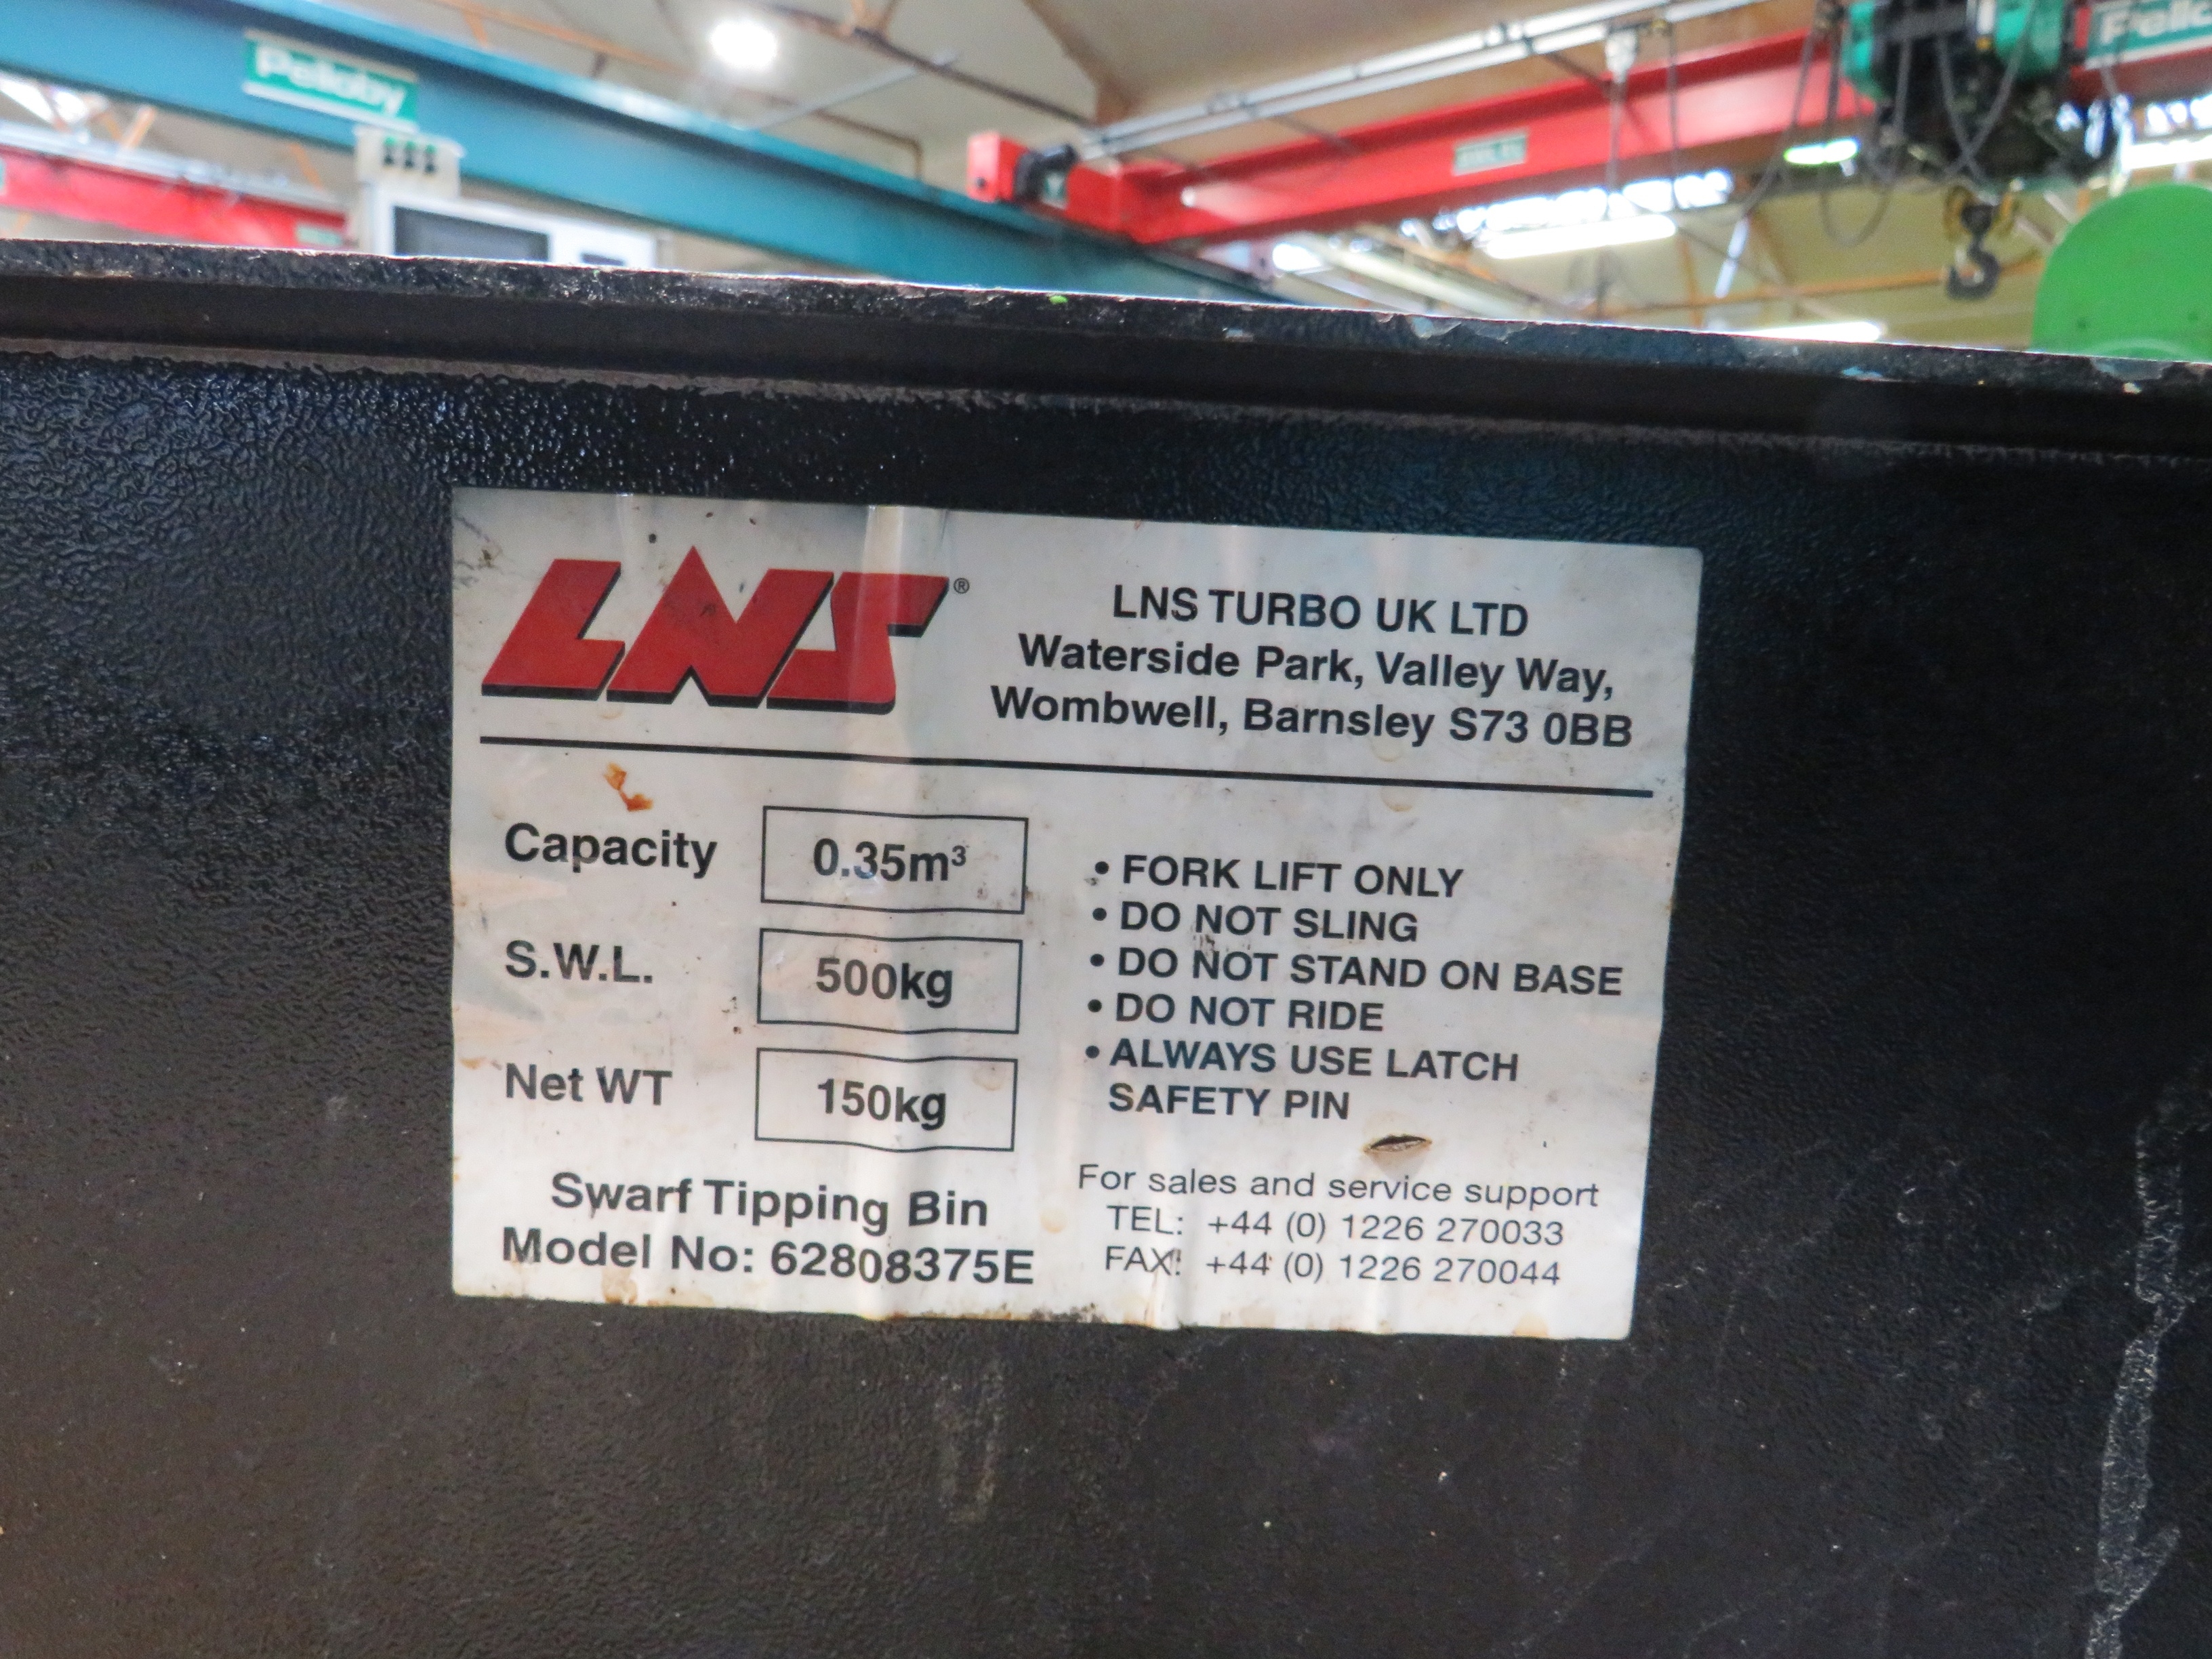 Pelloby
LNS®
LNS TURBO UK LTD
Waterside Park, Valley Way,
Wombwell, Barnsley S73 0BB
Capacity 0.35m³
S.W.L. 500kg
Net WT 150kg
Swarf Tipping Bin
Model No: 62808375E
• FORK LIFT ONLY
• DO NOT SLING
• DO NOT STAND ON BASE
• DO NOT RIDE
• ALWAYS USE LATCH
SAFETY PIN
For sales and service support
TEL: +44 (0) 1226 270033
FAX: +44 (0) 1226 270044